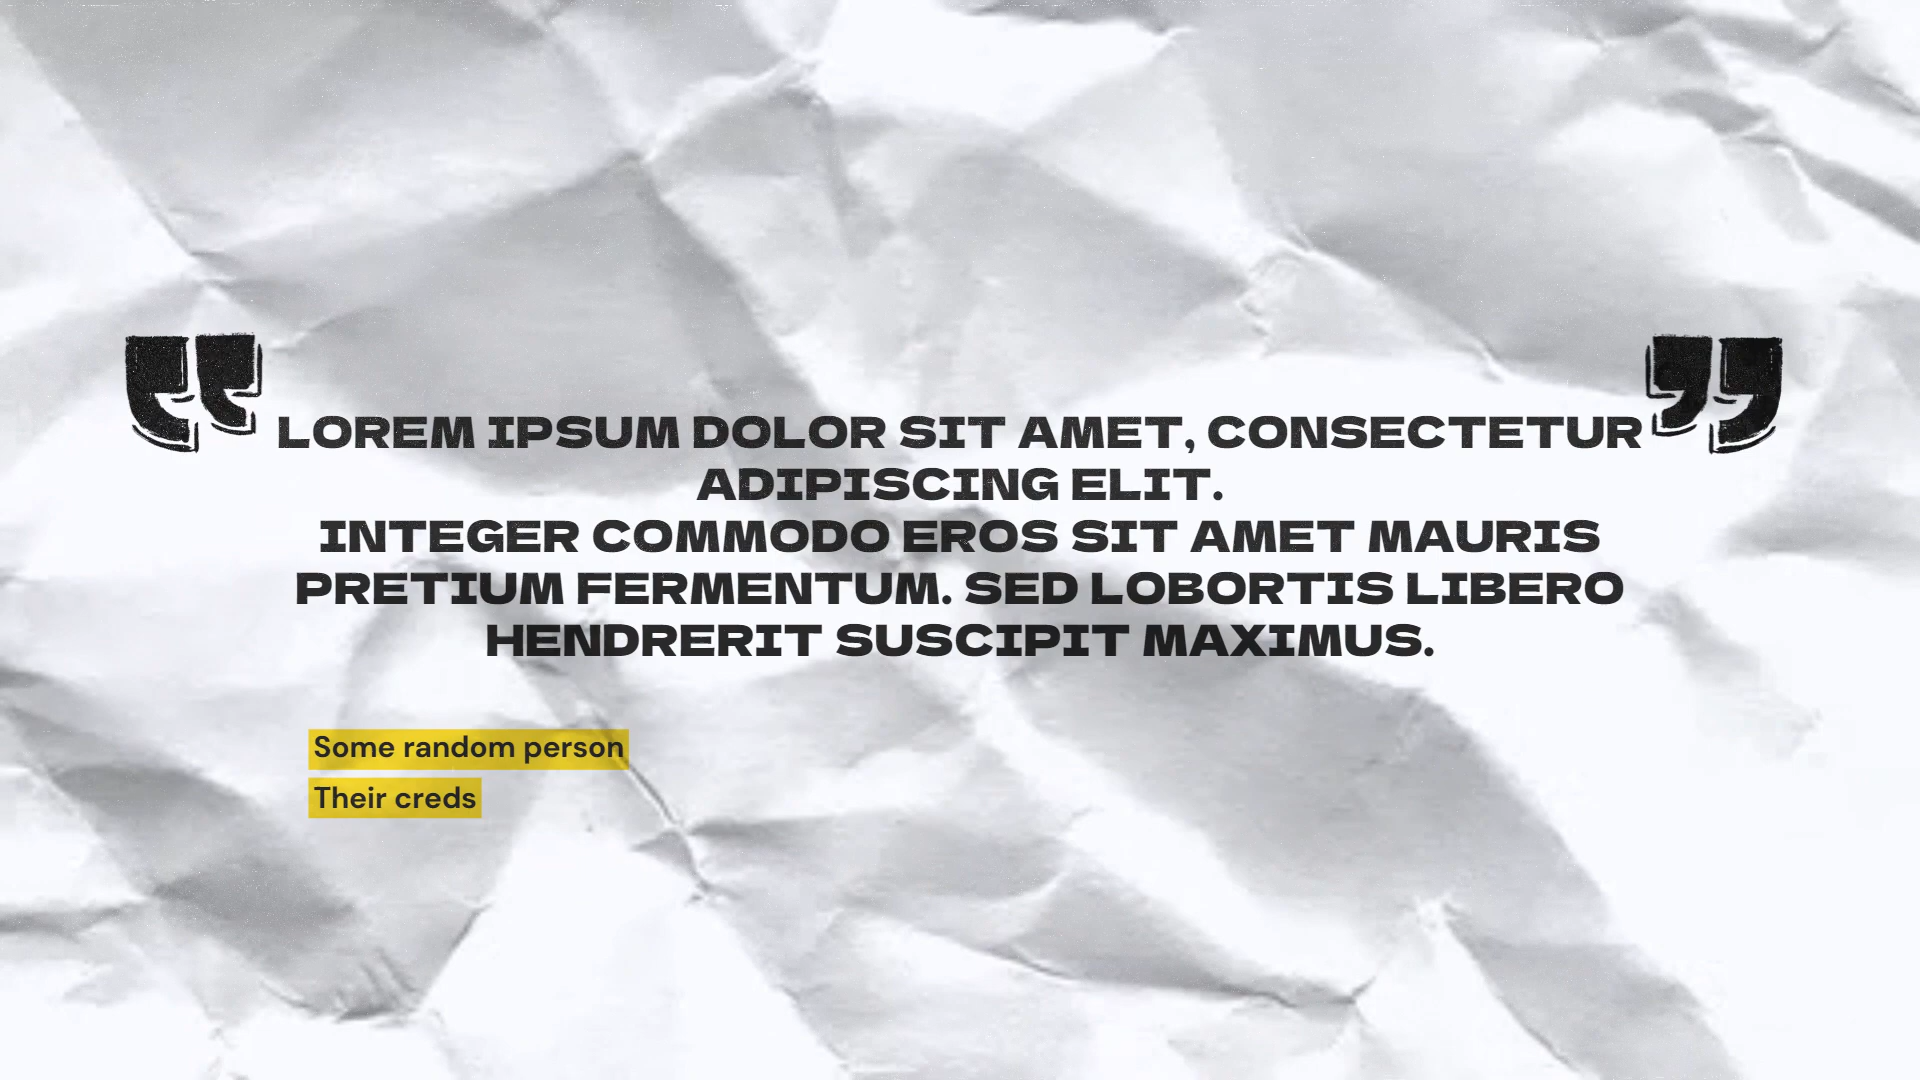 “ LOREM IPSUM DOLOR SIT AMET, CONSECTETUR ”
ADIPISCING ELIT.
INTEGER COMMODO EROS SIT AMET MAURIS
PRETIUM FERMENTUM. SED LOBORTIS LIBERO
HENDRERIT SUSCIPIT MAXIMUS.
Some random person
Their creds